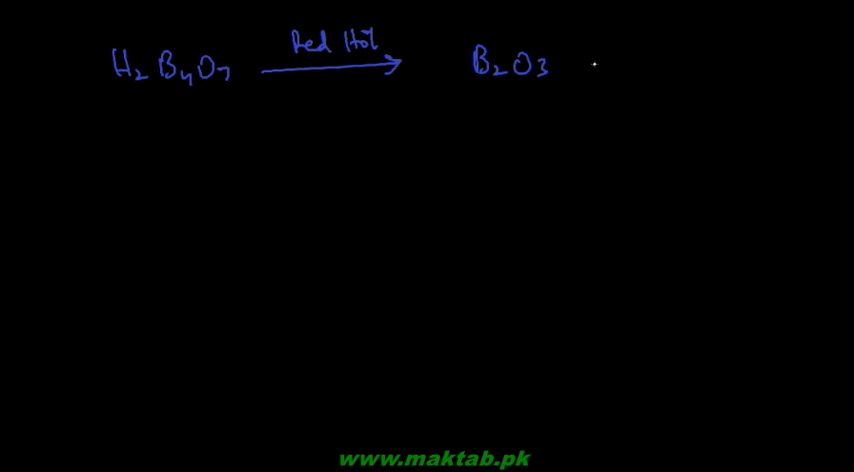 Red Hot
H₂B₄O₇ → B₂O₃
www.maktab.pk